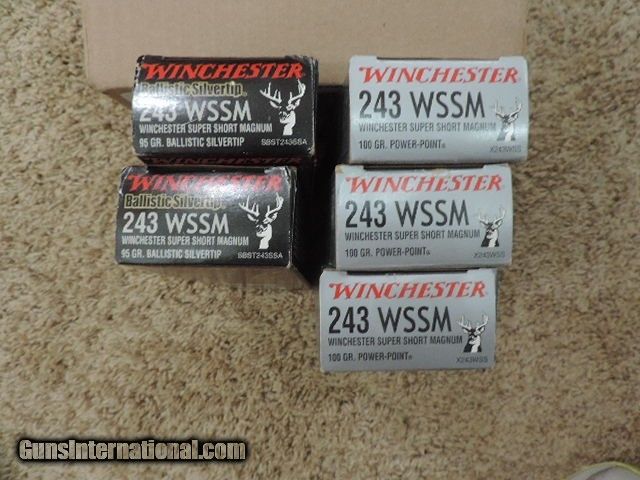 WINCHESTER
Ballistic Silvertip
243 WSSM
WINCHESTER SUPER SHORT MAGNUM
95 GR. BALLISTIC SILVERTIP
SBST243SSA
WINCHESTER
Ballistic Silvertip
243 WSSM
WINCHESTER SUPER SHORT MAGNUM
95 GR. BALLISTIC SILVERTIP
SBST243SSA
WINCHESTER
243 WSSM
WINCHESTER SUPER SHORT MAGNUM
100 GR. POWER-POINT®
X243WSS
WINCHESTER
243 WSSM
WINCHESTER SUPER SHORT MAGNUM
100 GR. POWER-POINT®
X243WSS
WINCHESTER
243 WSSM
WINCHESTER SUPER SHORT MAGNUM
100 GR. POWER-POINT®
X243WSS
GunsInternational.com